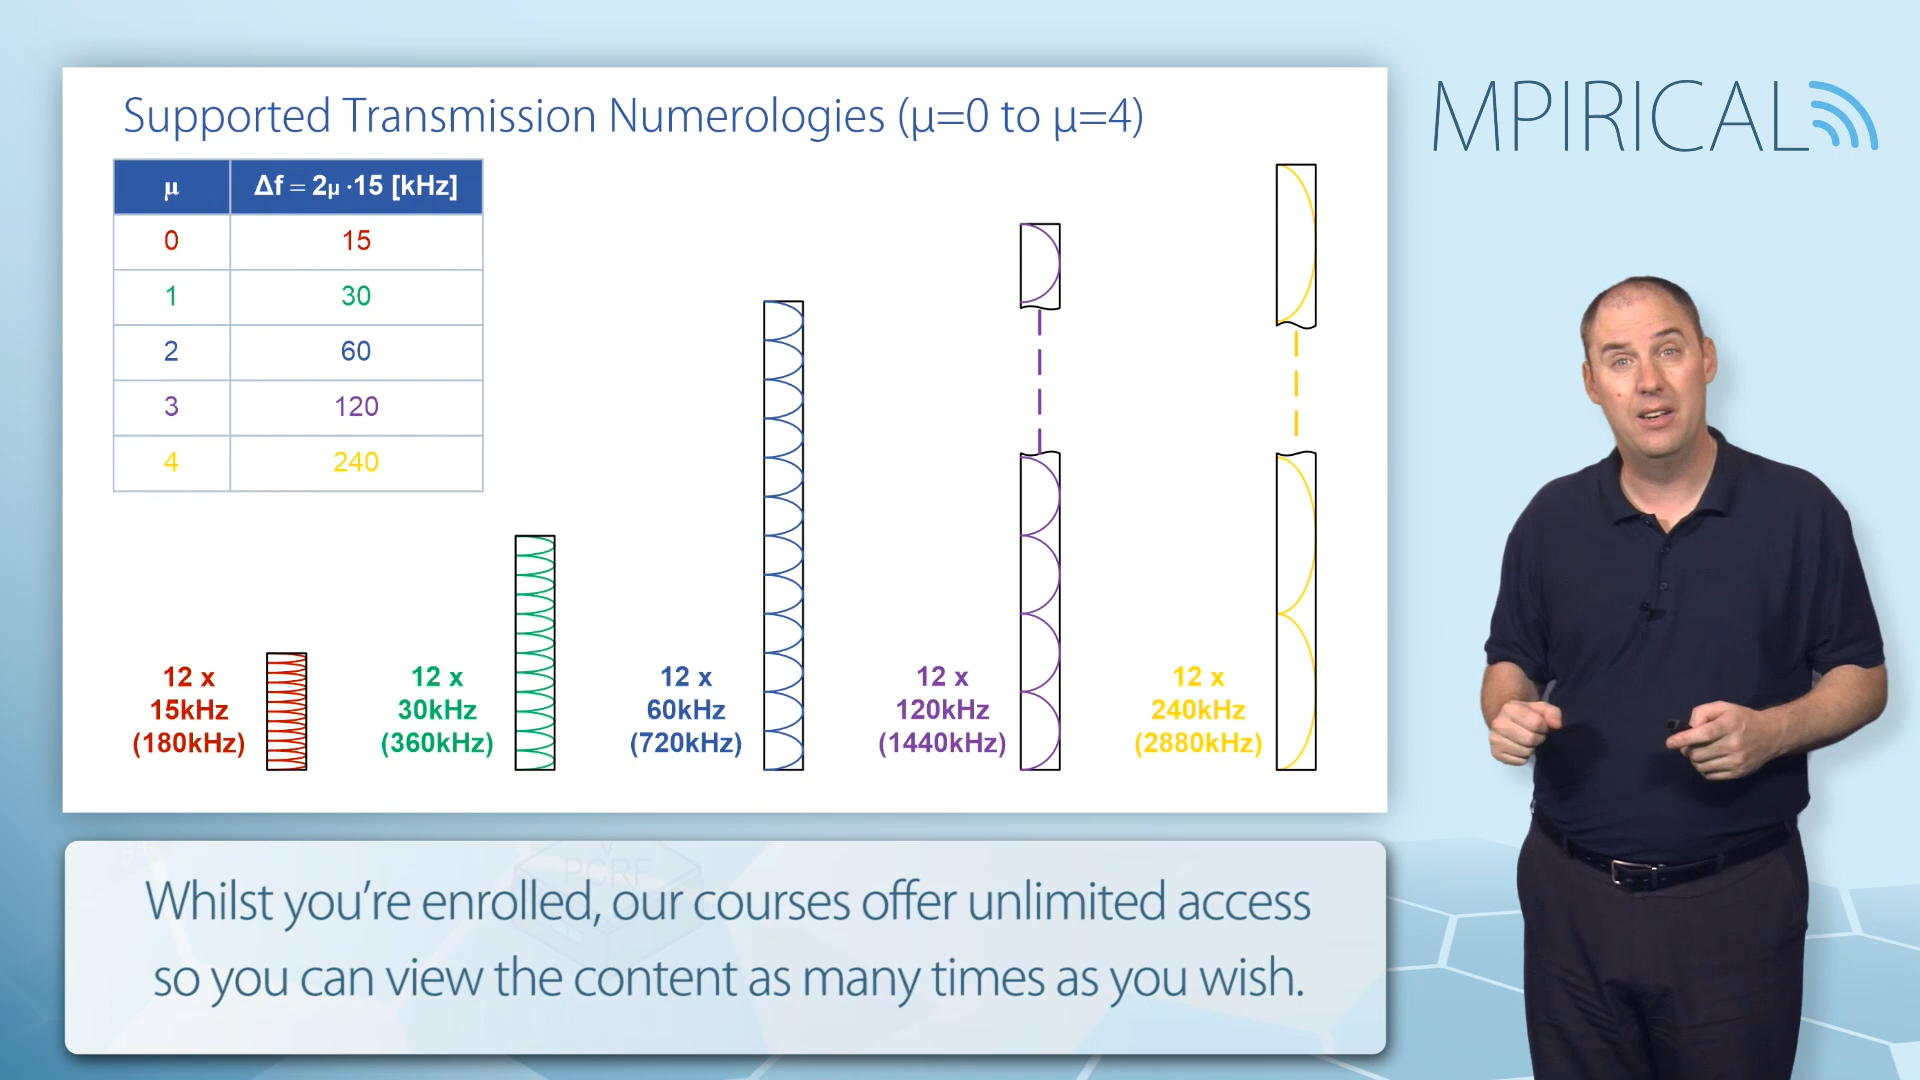 Supported Transmission Numerologies (μ=0 to μ=4)
MPIRICAL
μ Δf = 2μ ·15 [kHz]
0 15
1 30
2 60
3 120
4 240
12 x
15kHz
(180kHz)
12 x
30kHz
(360kHz)
12 x
60kHz
(720kHz)
12 x
120kHz
(1440kHz)
12 x
240kHz
(2880kHz)
PCRF
Whilst you're enrolled, our courses offer unlimited access
so you can view the content as many times as you wish.